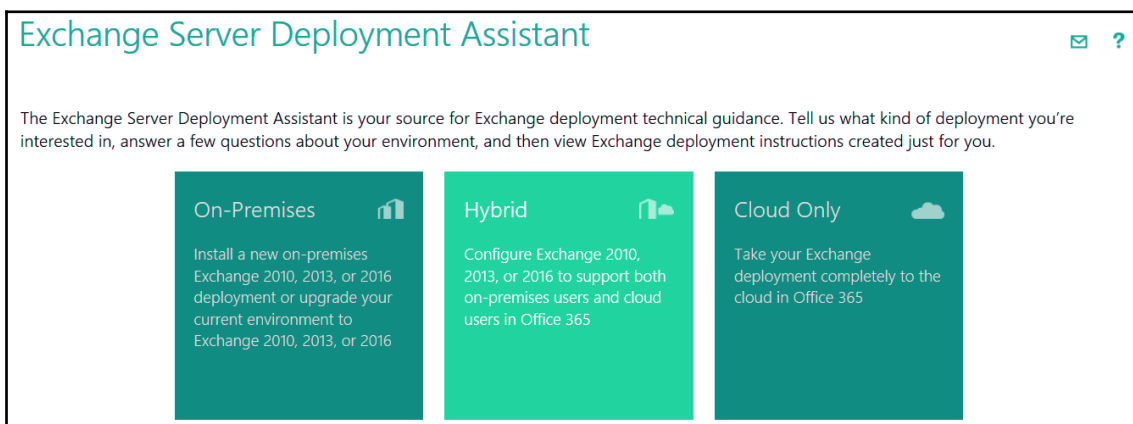 Exchange Server Deployment Assistant
?
The Exchange Server Deployment Assistant is your source for Exchange deployment technical guidance. Tell us what kind of deployment you're
interested in, answer a few questions about your environment, and then view Exchange deployment instructions created just for you.
On-Premises
Install a new on-premises
Exchange 2010, 2013, or 2016
deployment or upgrade your
current environment to
Exchange 2010, 2013, or 2016
Hybrid
Configure Exchange 2010,
2013, or 2016 to support both
on-premises users and cloud
users in Office 365
Cloud Only
Take your Exchange
deployment completely to the
cloud in Office 365